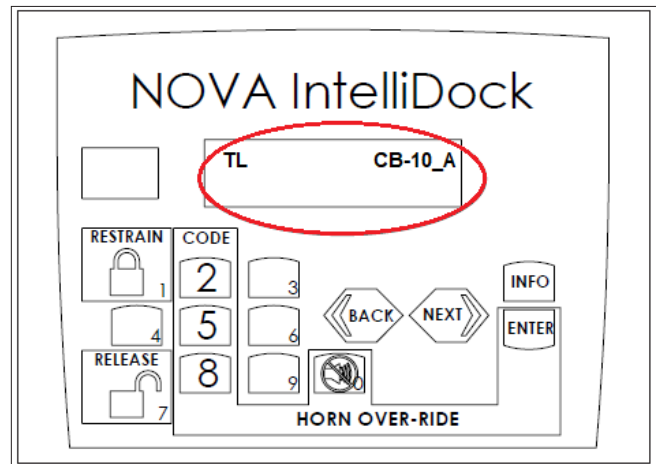 NOVA IntelliDock
TL CB-10_A
RESTRAIN CODE
1 2 3
INFO
BACK NEXT
4 5 6
ENTER
RELEASE
7 8 9 0
HORN OVER-RIDE